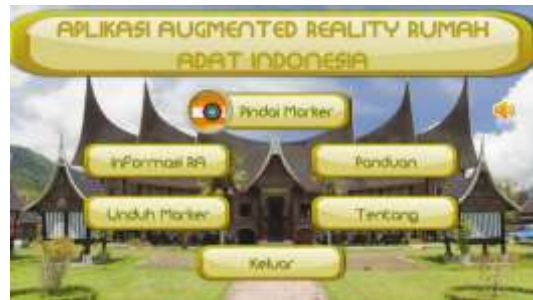 APLIKASI AUGMENTED REALITY RUMAH
ADAT INDONESIA
Pindai Marker
Informasi RA
Panduan
Unduh Marker
Tentang
Keluar